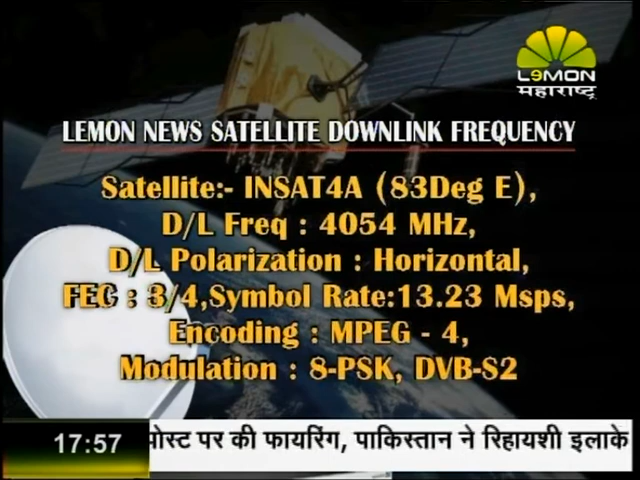 LEMON
महाराष्ट्र
LEMON NEWS SATELLITE DOWNLINK FREQUENCY
Satellite:- INSAT4A (83Deg E),
D/L Freq : 4054 MHz,
D/L Polarization : Horizontal,
FEC : 3/4,Symbol Rate:13.23 Msps,
Encoding : MPEG - 4,
Modulation : 8-PSK, DVB-S2
17:57
पोस्ट पर की फायरिंग, पाकिस्तान ने रिहायशी इलाके